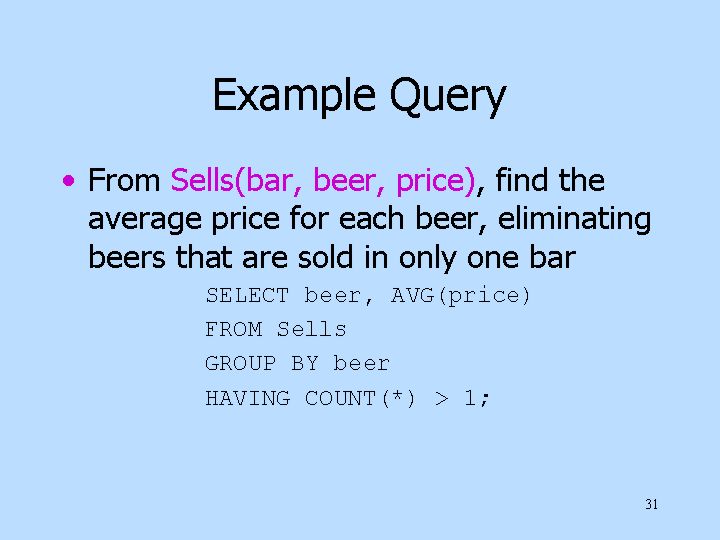 Example Query
• From Sells(bar, beer, price), find the
average price for each beer, eliminating
beers that are sold in only one bar
SELECT beer, AVG(price)
FROM Sells
GROUP BY beer
HAVING COUNT(*) > 1;
31